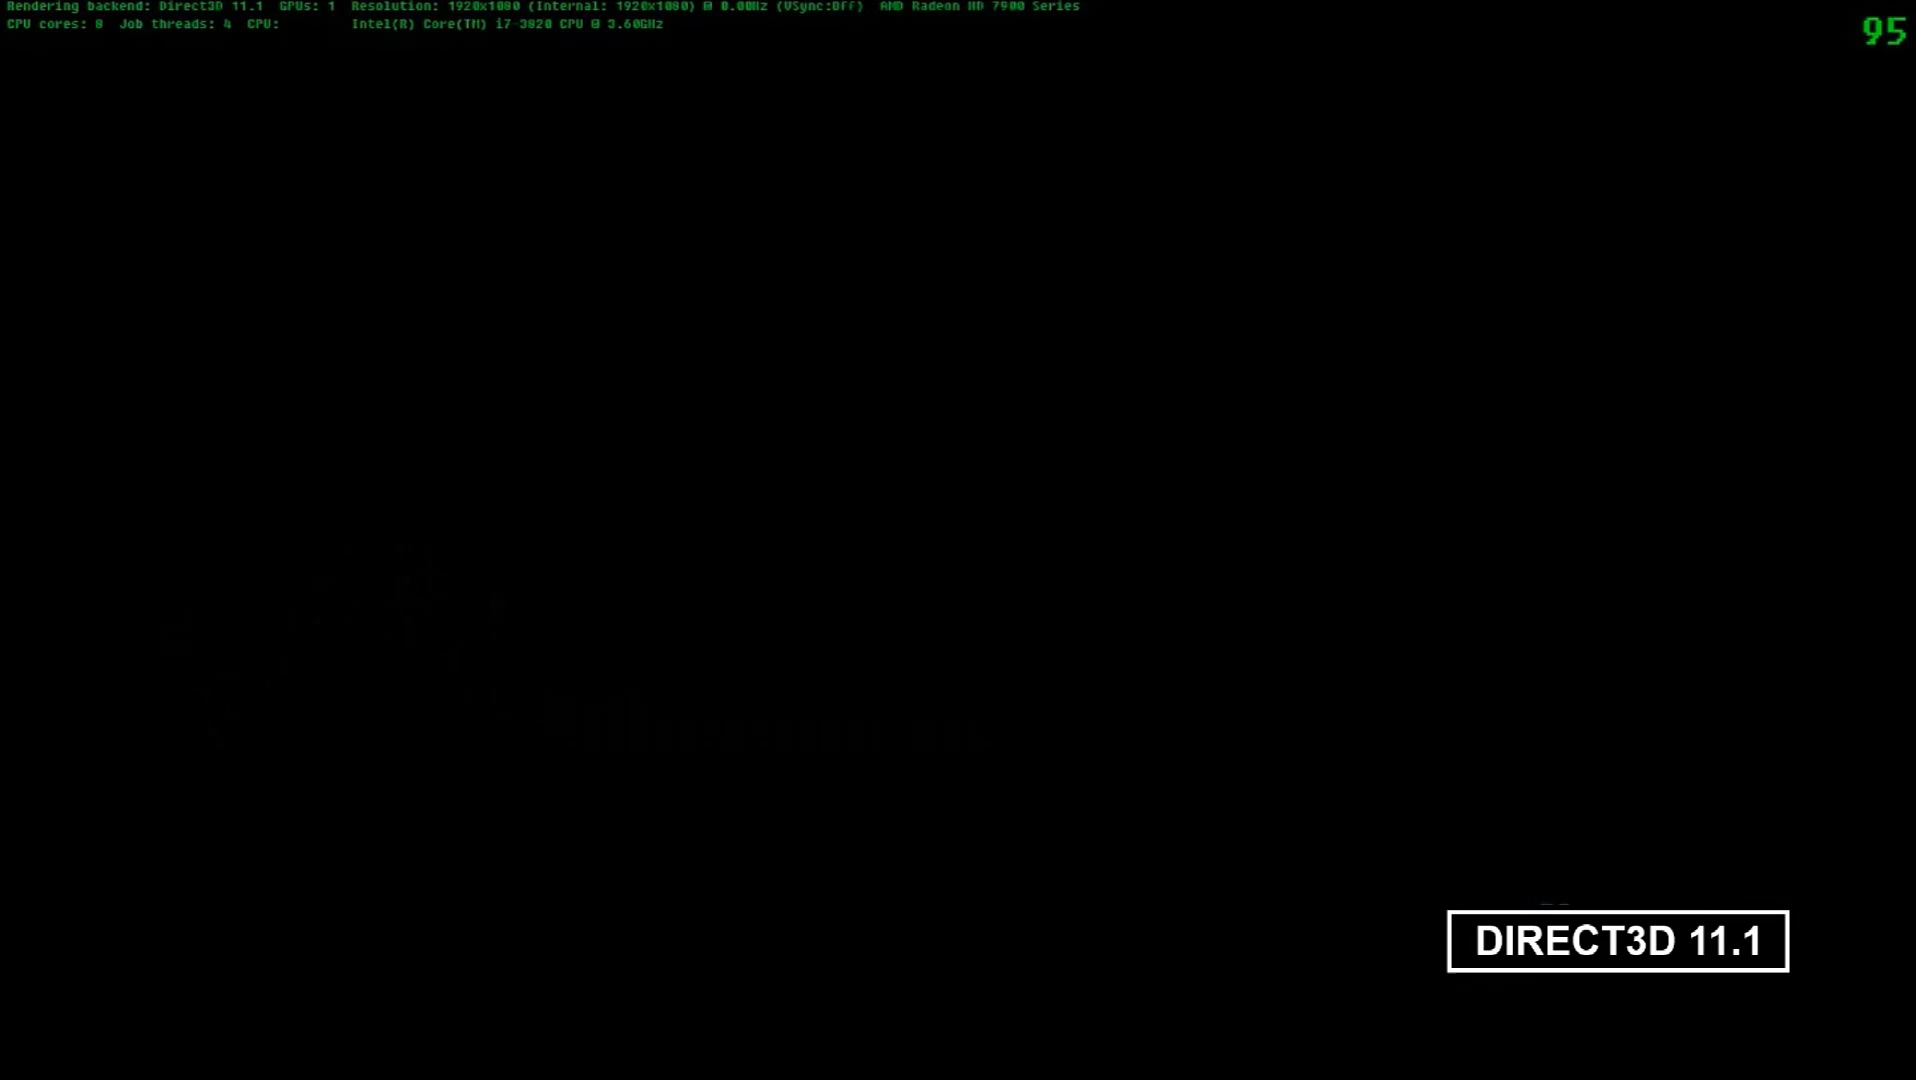 Rendering backend: Direct3D 11.1 GPUs: 1 Resolution: 1920x1080 (Internal: 1920x1080) @ 0.00Hz (VSync:Off) AMD Radeon HD 7900 Series
CPU cores: 8 Job threads: 4 CPU: Intel(R) Core(TM) i7-3820 CPU @ 3.60GHz
95
DIRECT3D 11.1